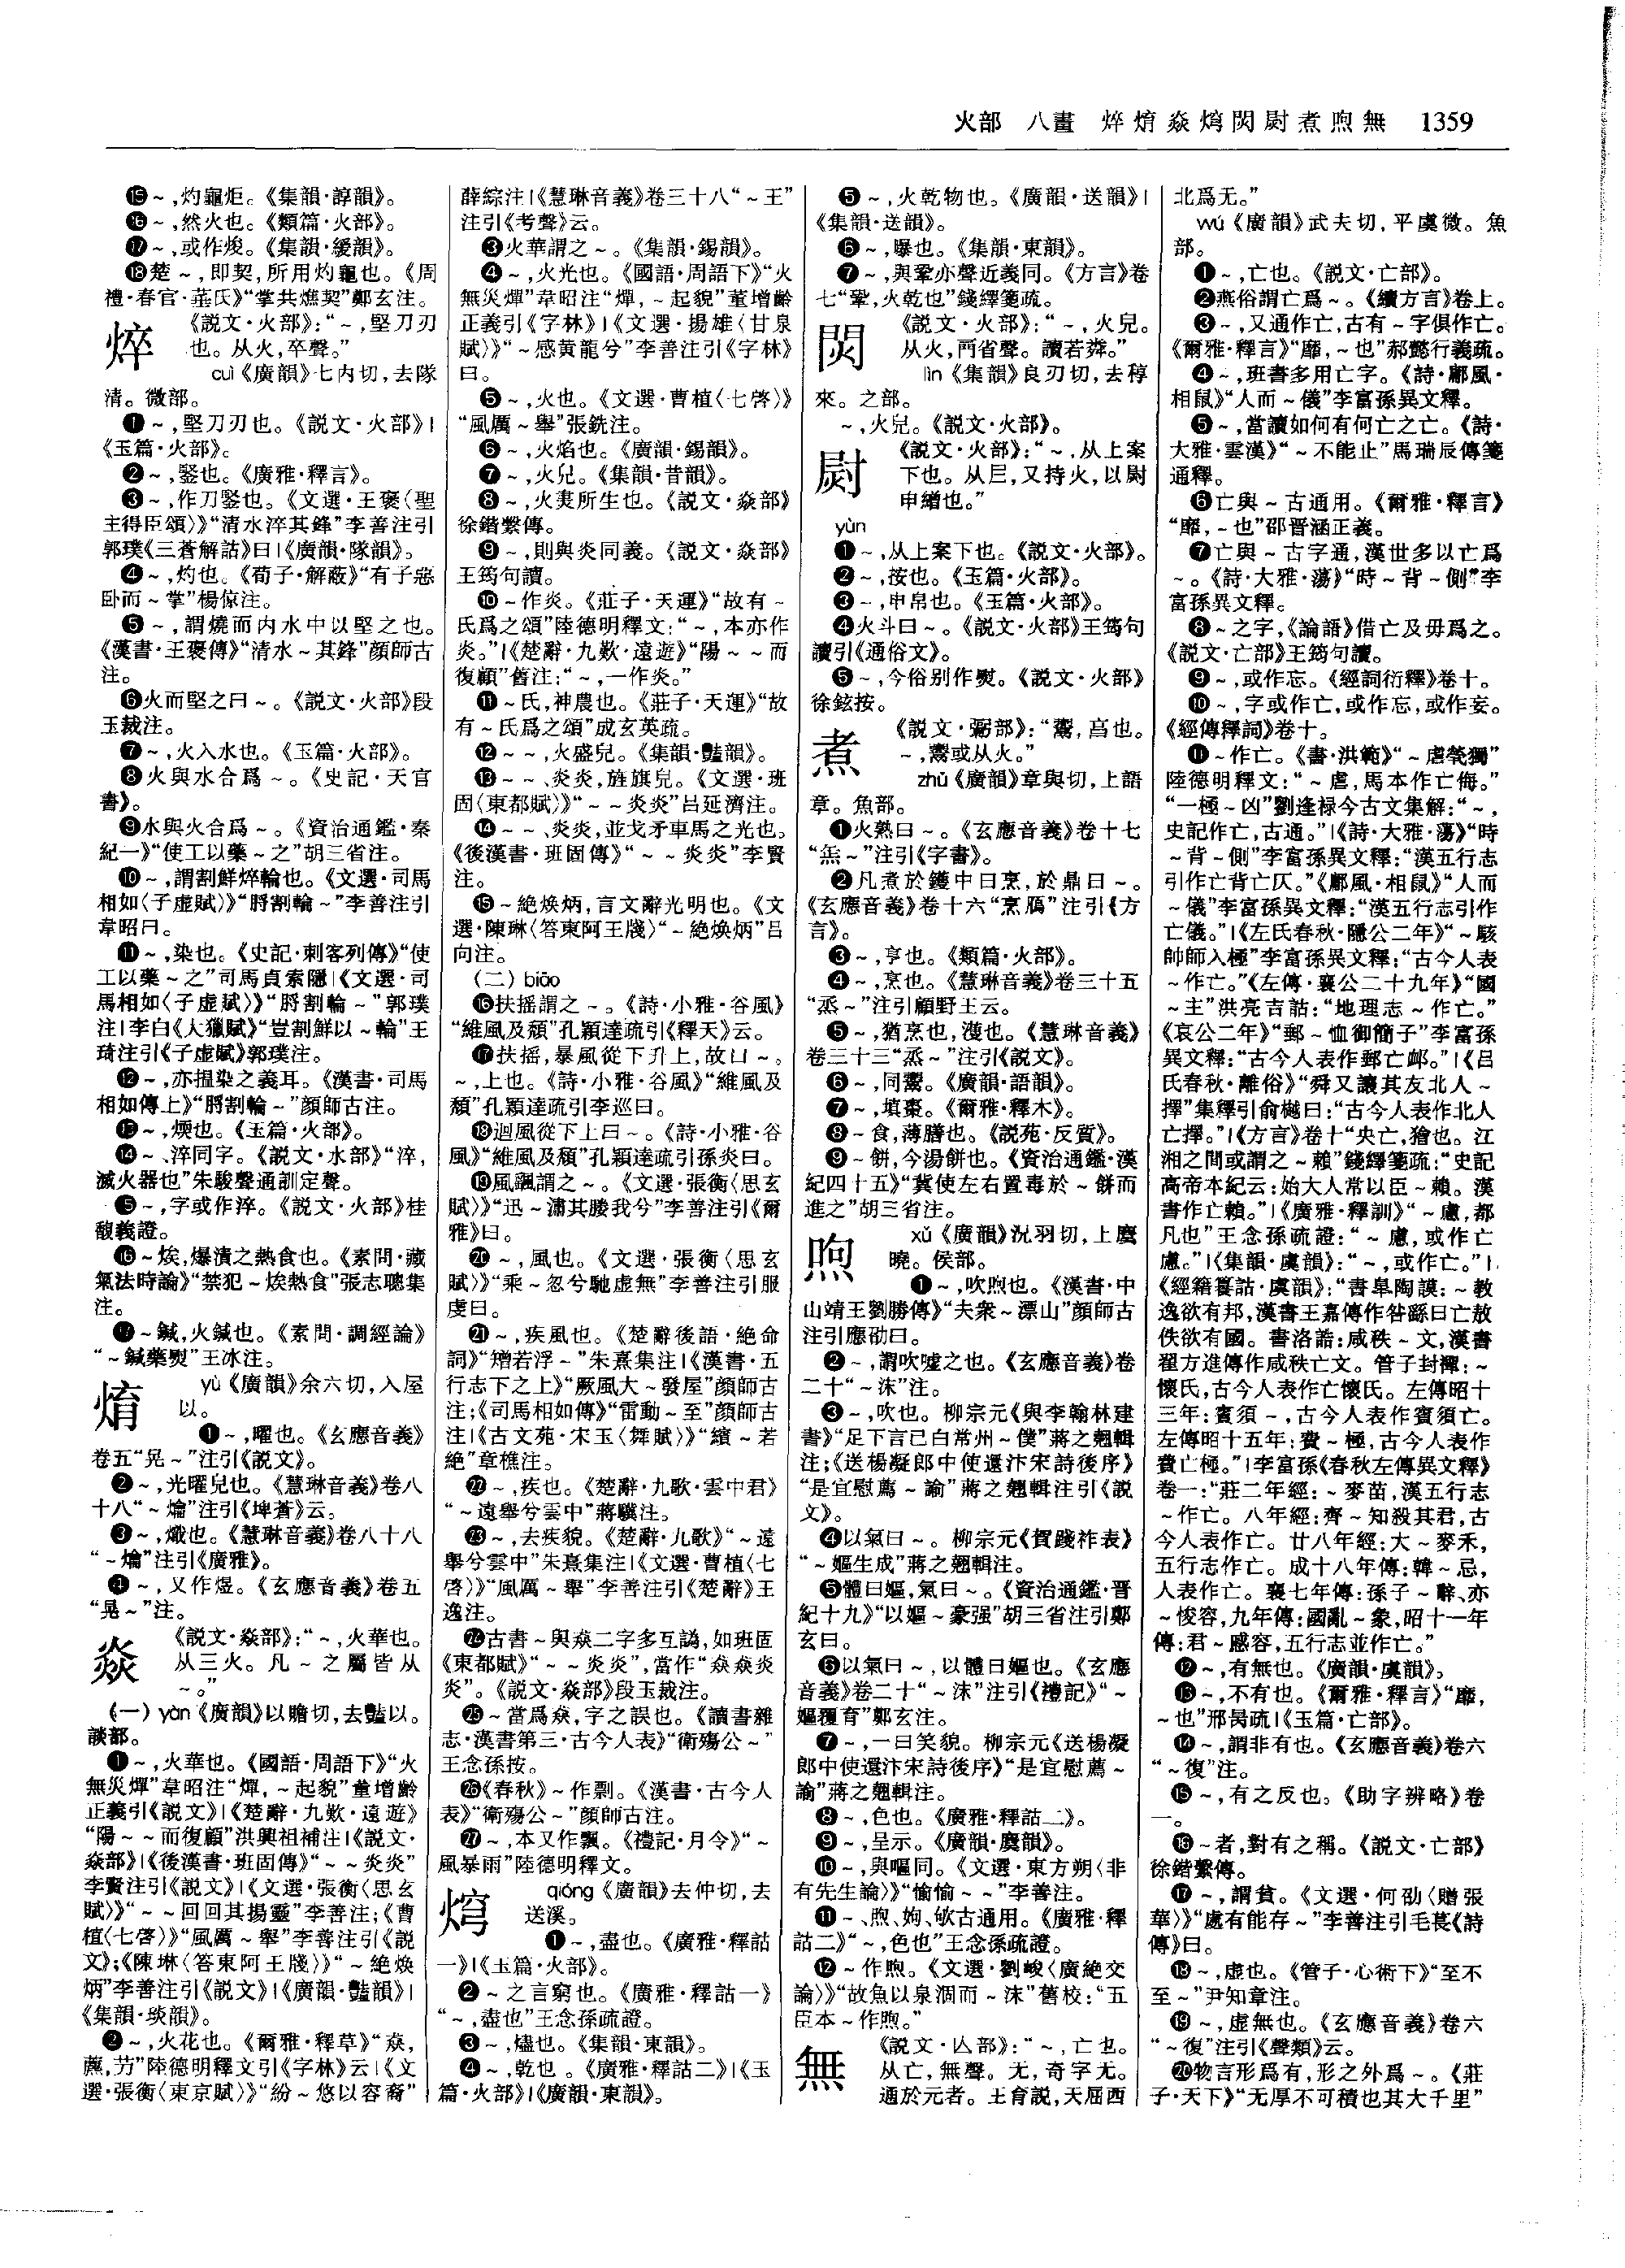 火部　八畫　焠焴焱焪閃尉煮煦無　1359
⑮～,灼龜炬。《集韻·諄韻》。
⑯～,然火也。《類篇·火部》。
⑰～,或作焌。《集韻·緩韻》。
⑱楚～,即契,所用灼龜也。《周
禮·春官·菙氏》“掌共燋契”鄭玄注。
焠
《説文·火部》:“～,堅刀刃
也。从火,卒聲。”
cuì《廣韻》七内切,去隊
清。微部。
❶～,堅刀刃也。《説文·火部》|
《玉篇·火部》。
❷～,豎也。《廣雅·釋言》。
❸～,作刀豎也。《文選·王褒〈聖
主得臣頌〉》“清水淬其鋒”李善注引
郭璞《三蒼解詁》曰|《廣韻·隊韻》。
❹～,灼也。《荀子·解蔽》“有子惡
卧而～掌”楊倞注。
❺～,謂燒而内水中以堅之也。
《漢書·王褒傳》“清水～其鋒”顔師古
注。
❻火而堅之曰～。《説文·火部》段
玉裁注。
❼～,火入水也。《玉篇·火部》。
❽火與水合爲～。《史記·天官
書》。
❾水與火合爲～。《資治通鑑·秦
紀一》“使工以藥～之”胡三省注。
❿～,謂割鮮焠輪也。《文選·司馬
相如〈子虚賦〉》“脟割輪～”李善注引
韋昭曰。
⓫～,染也。《史記·刺客列傳》“使
工以藥～之”司馬貞索隱|《文選·司
馬相如〈子虚賦〉》“脟割輪～”郭璞
注|李白《大獵賦》“豈割鮮以～輪”王
琦注引《子虚賦》郭璞注。
⓬～,亦搵染之義耳。《漢書·司馬
相如傳上》“脟割輪～”顔師古注。
⓭～,煗也。《玉篇·火部》。
⓮～、淬同字。《説文·水部》“淬,
滅火器也”朱駿聲通訓定聲。
⓯～,字或作淬。《説文·火部》桂
馥義證。
⓰～㶼,爆漬之熱食也。《素問·藏
氣法時論》“禁犯～㶼熱食”張志聰集
注。
⓱～鍼,火鍼也。《素問·調經論》
“～鍼藥熨”王冰注。
焴
yù《廣韻》余六切,入屋
以。
❶～,曜也。《玄應音義》
卷五“晃～”注引《説文》。
❷～,光曜皃也。《慧琳音義》卷八
十八“～爚”注引《埤蒼》云。
❸～,熾也。《慧琳音義》卷八十八
“～爚”注引《廣雅》。
❹～,又作煜。《玄應音義》卷五
“晃～”注。
焱
《説文·焱部》:“～,火華也。
从三火。凡～之屬皆从
～。”
(一)yàn《廣韻》以贍切,去豔以。
談部。
❶～,火華也。《國語·周語下》“火
無災燀”韋昭注“燀,～起貌”董增齡
正義引《説文》|《楚辭·九歎·遠遊》
“陽～～而復顧”洪興祖補注|《説文·
焱部》|《後漢書·班固傳》“～～炎炎”
李賢注引《説文》|《文選·張衡〈思玄
賦〉》“～～回回其揚靈”李善注;《曹
植〈七啓〉》“風厲～舉”李善注引《説
文》;《陳琳〈答東阿王牋〉》“～絶焕
炳”李善注引《説文》|《廣韻·豔韻》|
《集韻·琰韻》。
❷～,火花也。《爾雅·釋草》“猋,
藨,芀”陸德明釋文引《字林》云|《文
選·張衡〈東京賦〉》“紛～悠以容裔”
薛綜注|《慧琳音義》卷三十八“～王”
注引《考聲》云。
❸火華謂之～。《集韻·錫韻》。
❹～,火光也。《國語·周語下》“火
無災燀”韋昭注“燀,～起貌”董增齡
正義引《字林》|《文選·揚雄〈甘泉
賦〉》“～感黄龍兮”李善注引《字林》
曰。
❺～,火也。《文選·曹植〈七啓〉》
“風厲～舉”張銑注。
❻～,火焰也。《廣韻·錫韻》。
❼～,火皃。《集韻·昔韻》。
❽～,火焱所生也。《説文·焱部》
徐鍇繫傳。
❾～,則與炎同義。《説文·焱部》
王筠句讀。
❿～作炎。《莊子·天運》“故有～
氏爲之頌”陸德明釋文:“～,本亦作
炎。”|《楚辭·九歎·遠遊》“陽～～而
復顧”舊注:“～,一作炎。”
⓫～氏,神農也。《莊子·天運》“故
有～氏爲之頌”成玄英疏。
⓬～～,火盛皃。《集韻·豔韻》。
⓭～～、炎炎,旌旗皃。《文選·班
固〈東都賦〉》“～～炎炎”吕延濟注。
⓮～～、炎炎,並戈矛車馬之光也。
《後漢書·班固傳》“～～炎炎”李賢
注。
⓯～絶焕炳,言文辭光明也。《文
選·陳琳〈答東阿王牋〉“～絶焕炳”吕
向注。
(二)biāo
⓰扶摇謂之～。《詩·小雅·谷風》
“維風及頹”孔穎達疏引《釋天》云。
⓱扶摇,暴風從下升上,故曰～。
～,上也。《詩·小雅·谷風》“維風及
頹”孔穎達疏引李巡曰。
⓲迴風從下上曰～。《詩·小雅·谷
風》“維風及頹”孔穎達疏引孫炎曰。
⓳風飄謂之～。《文選·張衡〈思玄
賦〉》“迅～潚其媵我兮”李善注引《爾
雅》曰。
⓴～,風也。《文選·張衡〈思玄
賦〉》“乘～忽兮馳虚無”李善注引服
虔曰。
㉑～,疾風也。《楚辭後語·絶命
詞》“矰若浮～”朱熹集注|《漢書·五
行志下之上》“厥風大～發屋”顔師古
注;《司馬相如傳》“雷動～至”顔師古
注|《古文苑·宋玉〈舞賦〉》“繽～若
絶”章樵注。
㉒～,疾也。《楚辭·九歌·雲中君》
“～遠舉兮雲中”蔣驥注。
㉓～,去疾貌。《楚辭·九歌》“～遠
舉兮雲中”朱熹集注|《文選·曹植〈七
啓〉》“風厲～舉”李善注引《楚辭》王
逸注。
㉔古書～與猋二字多互譌,如班固
《東都賦》“～～炎炎”,當作“猋猋炎
炎”。《説文·焱部》段玉裁注。
㉕～當爲猋,字之誤也。《讀書雜
志·漢書第三·古今人表》“衛殤公～”
王念孫按。
㉖《春秋》～作剽。《漢書·古今人
表》“衛殤公～”顔師古注。
㉗～,本又作飄。《禮記·月令》“～
風暴雨”陸德明釋文。
焪
qióng《廣韻》去仲切,去
送溪。
❶～,盡也。《廣雅·釋詁
一》|《玉篇·火部》。
❷～之言窮也。《廣雅·釋詁一》
“～,盡也”王念孫疏證。
❸～,㷄也。《集韻·東韻》。
❹～,乾也。《廣雅·釋詁二》|《玉
篇·火部》|《廣韻·東韻》。
❺～,火乾物也。《廣韻·送韻》|
《集韻·送韻》。
❻～,曝也。《集韻·東韻》。
❼～,與鞏亦聲近義同。《方言》卷
七“鞏,火乾也”錢繹箋疏。
閃
《説文·火部》:“～,火皃。
从火,㒳省聲。讀若粦。”
lìn《集韻》良刃切,去稕
來。之部。
～,火皃。《説文·火部》。
尉
《説文·火部》:“～,从上案
下也。从𡰥,又持火,以尉
申繒也。”
yùn
❶～,从上案下也。《説文·火部》。
❷～,按也。《玉篇·火部》。
❸～,申帛也。《玉篇·火部》。
❹火斗曰～。《説文·火部》王筠句
讀引《通俗文》。
❺～,今俗别作熨。《説文·火部》
徐鉉按。
煮
《説文·䰜部》:“䰞,亯也。
～,䰞或从火。”
zhǔ《廣韻》章與切,上語
章。魚部。
❶火熟曰～。《玄應音義》卷十七
“缹～”注引《字書》。
❷凡煮於鑊中曰烹,於鼎曰～。
《玄應音義》卷十六“烹鴈”注引《方
言》。
❸～,亨也。《類篇·火部》。
❹～,烹也。《慧琳音義》卷三十五
“烝～”注引顧野王云。
❺～,猶烹也,濩也。《慧琳音義》
卷三十三“烝～”注引《説文》。
❻～,同䰞。《廣韻·語韻》。
❼～,填棗。《爾雅·釋木》。
❽～食,薄膳也。《説苑·反質》。
❾～餅,今湯餅也。《資治通鑑·漢
紀四十五》“冀使左右置毒於～餅而
進之”胡三省注。
煦
xǔ《廣韻》況羽切,上麌
曉。侯部。
❶～,吹煦也。《漢書·中
山靖王劉勝傳》“夫衆～漂山”顔師古
注引應劭曰。
❷～,謂吹嘘之也。《玄應音義》卷
二十“～沫”注。
❸～,吹也。柳宗元《與李翰林建
書》“足下言已白常州～僕”蔣之翹輯
注;《送楊凝郎中使還汴宋詩後序》
“是宜慰薦～諭”蔣之翹輯注引《説
文》。
❹以氣曰～。柳宗元《賀踐祚表》
“～嫗生成”蔣之翹輯注。
❺體曰嫗,氣曰～。《資治通鑑·晋
紀十九》“以嫗～豪强”胡三省注引鄭
玄曰。
❻以氣曰～,以體曰嫗也。《玄應
音義》卷二十“～沫”注引《禮記》“～
嫗覆育”鄭玄注。
❼～,一曰笑貌。柳宗元《送楊凝
郎中使還汴宋詩後序》“是宜慰薦～
諭”蔣之翹輯注。
❽～,色也。《廣雅·釋詁二》。
❾～,呈示。《廣韻·麌韻》。
❿～,與嘔同。《文選·東方朔〈非
有先生論〉》“愉愉～～”李善注。
⓫～、煦、姁、欨古通用。《廣雅·釋
詁二》“～,色也”王念孫疏證。
⓬～作煦。《文選·劉峻〈廣絶交
論〉》“故魚以泉涸而～沫”舊校:“五
臣本～作煦。”
無
《説文·亾部》:“～,亡也。
从亡,無聲。无,奇字无。
通於元者。王育説,天屈西
北爲无。”
wú《廣韻》武夫切,平虞微。魚
部。
❶～,亡也。《説文·亡部》。
❷燕俗謂亡爲～。《續方言》卷上。
❸～,又通作亡,古有～字俱作亡。
《爾雅·釋言》“靡,～也”郝懿行義疏。
❹～,班書多用亡字。《詩·鄘風·
相鼠》“人而～儀”李富孫異文釋。
❺～,當讀如何有何亡之亡。《詩·
大雅·雲漢》“～不能止”馬瑞辰傳箋
通釋。
❻亡與～古通用。《爾雅·釋言》
“靡,～也”邵晋涵正義。
❼亡與～古字通,漢世多以亡爲
～。《詩·大雅·蕩》“時～背～側”李
富孫異文釋。
❽～之字,《論語》借亡及毋爲之。
《説文·亡部》王筠句讀。
❾～,或作忘。《經詞衍釋》卷十。
❿～,字或作亡,或作忘,或作妄。
《經傳釋詞》卷十。
⓫～作亡。《書·洪範》“～虐煢獨”
陸德明釋文:“～虐,馬本作亡侮。”
“一極～凶”劉逢禄今古文集解:“～,
史記作亡,古通。”|《詩·大雅·蕩》“時
～背～側”李富孫異文釋:“漢五行志
引作亡背亡仄。”《鄘風·相鼠》“人而
～儀”李富孫異文釋:“漢五行志引作
亡儀。”|《左氏春秋·隱公二年》“～駭
帥師入極”李富孫異文釋:“古今人表
～作亡。”《左傳·襄公二十九年》“國
～主”洪亮吉詁:“地理志～作亡。”
《哀公二年》“郵～恤御簡子”李富孫
異文釋:“古今人表作郵亡卹。”|《吕
氏春秋·離俗》“舜又讓其友北人～
擇”集釋引俞樾曰:“古今人表作北人
亡擇。”|《方言》卷十“央亡,獪也。江
湘之間或謂之～賴”錢繹箋疏:“史記
高帝本紀云:始大人常以臣～賴。漢
書作亡賴。”|《廣雅·釋訓》“～慮,都
凡也”王念孫疏證:“～慮,或作亡
慮。”|《集韻·虞韻》:“～,或作亡。”|
《經籍籑詁·虞韻》:“書臯陶謨:～教
逸欲有邦,漢書王嘉傳作咎繇曰亡敖
佚欲有國。書洛誥:咸秩～文,漢書
翟方進傳作咸秩亡文。管子封禪:～
懷氏,古今人表作亡懷氏。左傳昭十
三年:賓須～,古今人表作賓須亡。
左傳昭十五年:費～極,古今人表作
費亡極。”|李富孫《春秋左傳異文釋》
卷一:“莊二年經:～麥苗,漢五行志
～作亡。八年經:齊～知殺其君,古
今人表作亡。廿八年經:大～麥禾,
五行志作亡。成十八年傳:韓～忌,
人表作亡。襄七年傳:孫子～辭、亦
～悛容,九年傳:國亂～象,昭十一年
傳:君～慼容,五行志並作亡。”
⓬～,有無也。《廣韻·虞韻》。
⓭～,不有也。《爾雅·釋言》“靡,
～也”邢昺疏|《玉篇·亡部》。
⓮～,謂非有也。《玄應音義》卷六
“～復”注。
⓯～,有之反也。《助字辨略》卷
一。
⓰～者,對有之稱。《説文·亡部》
徐鍇繫傳。
⓱～,謂貧。《文選·何劭〈贈張
華〉》“處有能存～”李善注引毛萇《詩
傳》曰。
⓲～,虚也。《管子·心術下》“至不
至～”尹知章注。
⓳～,虚無也。《玄應音義》卷六
“～復”注引《聲類》云。
⓴物言形爲有,形之外爲～。《莊
子·天下》“无厚不可積也其大千里”